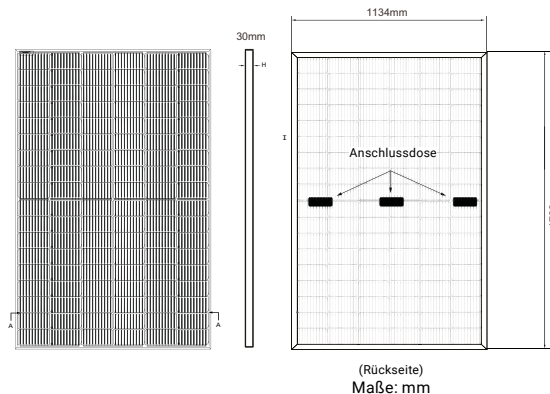 1134mm
30mm
H
I
Anschlussdose
A
A
(Rückseite)
Maße: mm